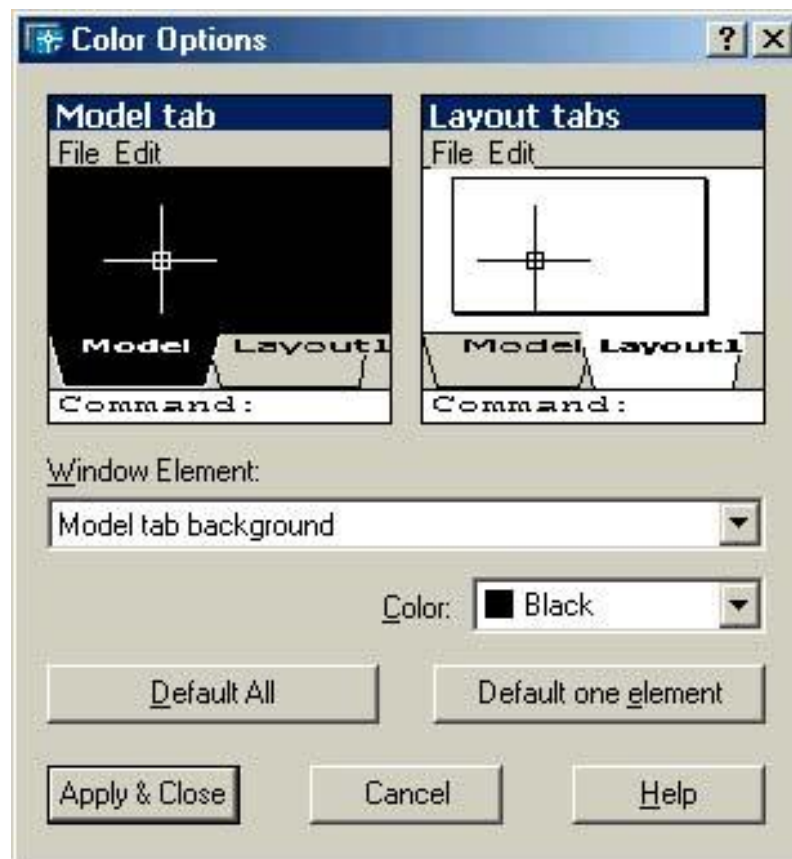 Color Options
Model tab
File Edit
Model Layout1
Command:
Layout tabs
File Edit
Model Layout1
Command:
Window Element:
Model tab background
Color: Black
Default All Default one element
Apply & Close Cancel Help